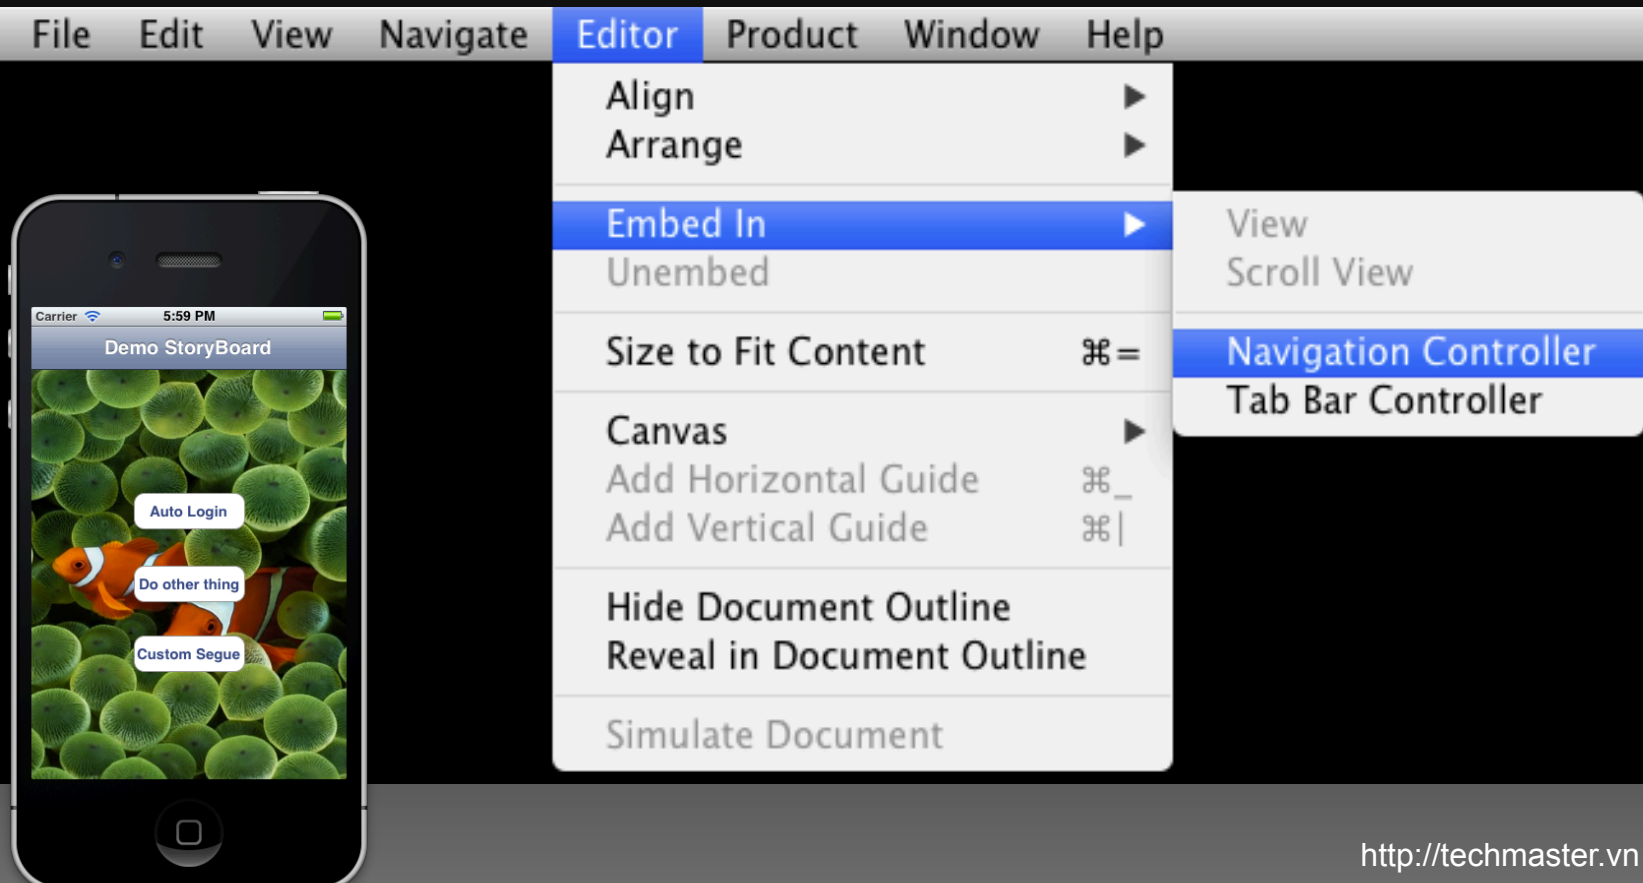 File Edit View Navigate Editor Product Window Help
Align
Arrange
Embed In
Unembed
Size to Fit Content ⌘=
Canvas
Add Horizontal Guide ⌘_
Add Vertical Guide ⌘|
Hide Document Outline
Reveal in Document Outline
Simulate Document
View
Scroll View
Navigation Controller
Tab Bar Controller
Carrier 5:59 PM
Demo StoryBoard
Auto Login
Do other thing
Custom Segue
http://techmaster.vn